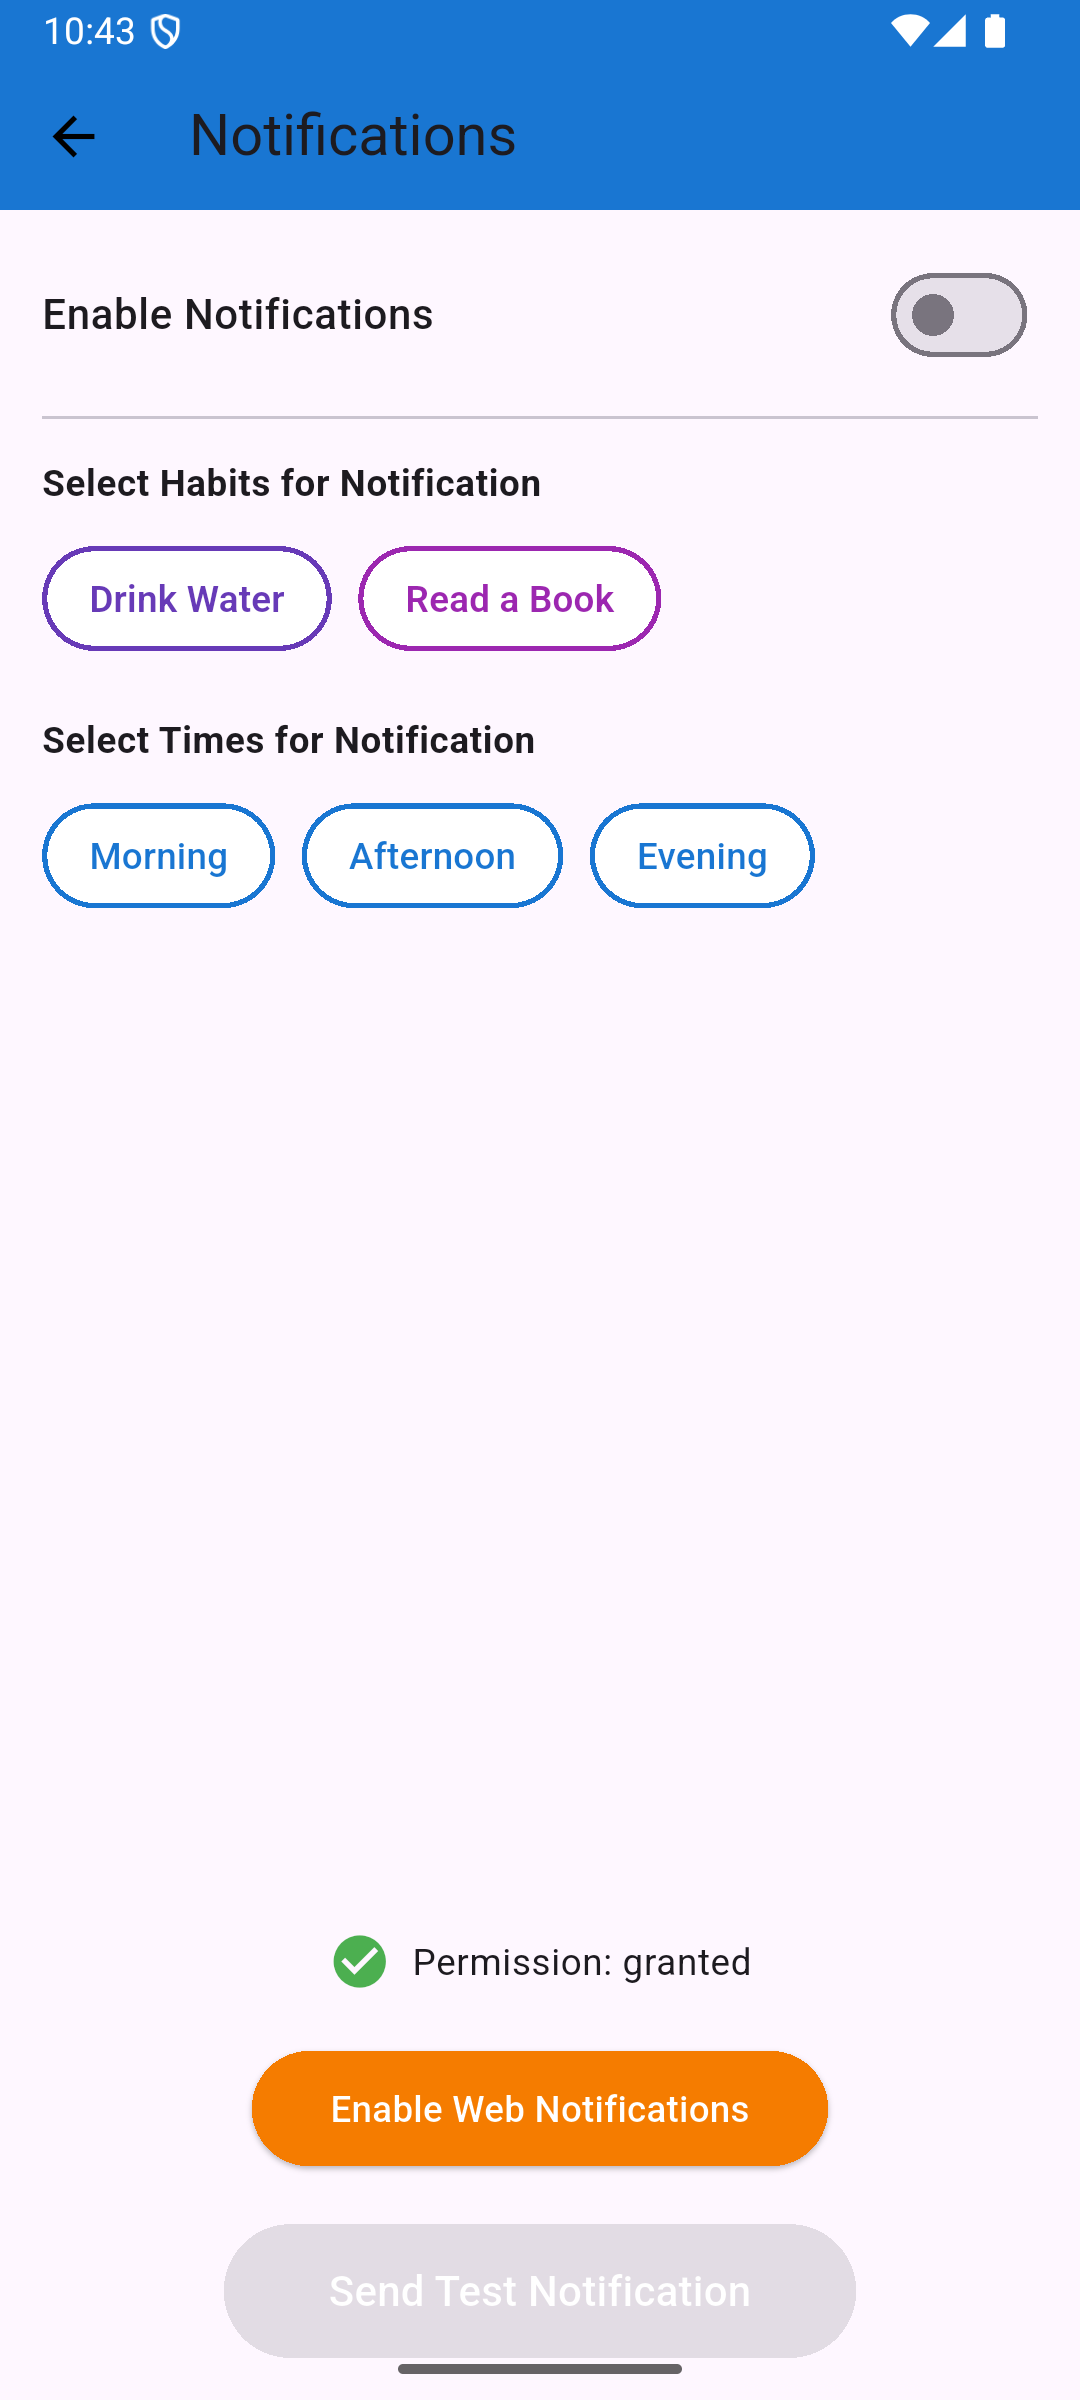 10:43
Notifications
Enable Notifications
Select Habits for Notification
Drink Water Read a Book
Select Times for Notification
Morning Afternoon Evening
Permission: granted
Enable Web Notifications
Send Test Notification